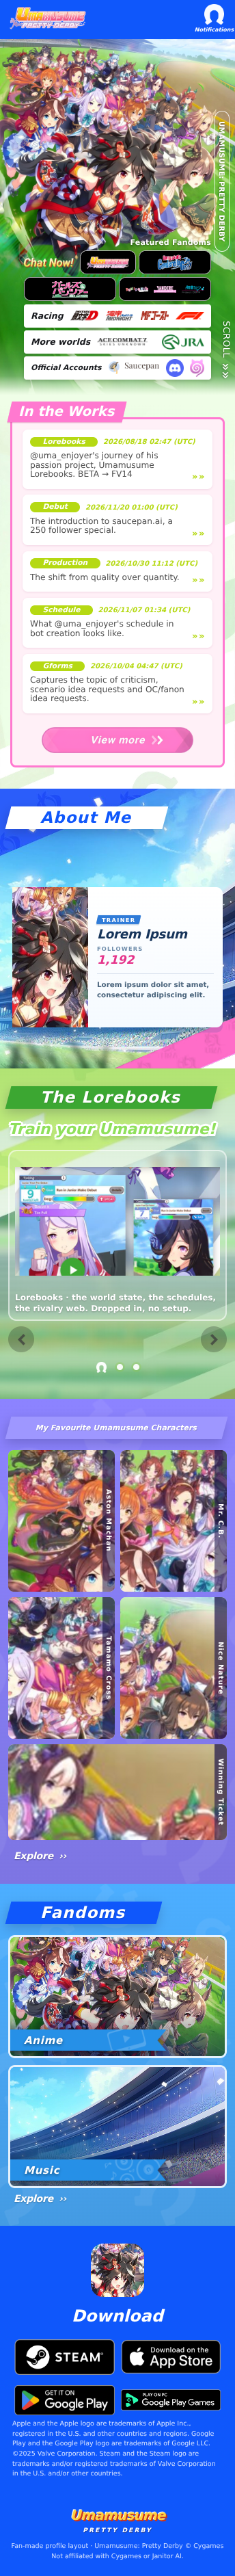 Umamusume
PRETTY DERBY
Notifications
UMAMUSUME: PRETTY DERBY
Featured Fandoms
Chat Now!
Racing
MFゴースト
F1
More worlds
ACE COMBAT 7
JRA
Official Accounts
Saucepan
SCROLL
In the Works
Lorebooks 2026/08/18 02:47 (UTC)
@uma_enjoyer's journey of his
passion project, Umamusume
Lorebooks. BETA → FV14
Debut 2026/11/20 01:00 (UTC)
The introduction to saucepan.ai, a
250 follower special.
Production 2026/10/30 11:12 (UTC)
The shift from quality over quantity.
Schedule 2026/11/07 01:34 (UTC)
What @uma_enjoyer's schedule in
bot creation looks like.
Gforms 2026/10/04 04:47 (UTC)
Captures the topic of criticism,
scenario idea requests and OC/fanon
idea requests.
View more
About Me
TRAINER
Lorem Ipsum
FOLLOWERS
1,192
Lorem ipsum dolor sit amet,
consectetur adipiscing elit.
The Lorebooks
Train your Umamusume!
Lorebooks · the world state, the schedules,
the rivalry web. Dropped in, no setup.
My Favourite Umamusume Characters
Aston Machan
Mr. C.B.
Tamamo Cross
Nice Nature
Winning Ticket
Explore ››
Fandoms
Anime
Music
Explore ››
Download
STEAM
Download on the
App Store
GET IT ON
Google Play
PLAY ON PC
Google Play Games
Apple and the Apple logo are trademarks of Apple Inc.,
registered in the U.S. and other countries and regions. Google
Play and the Google Play logo are trademarks of Google LLC.
©2025 Valve Corporation. Steam and the Steam logo are
trademarks and/or registered trademarks of Valve Corporation
in the U.S. and/or other countries.
Umamusume
PRETTY DERBY
Fan-made profile layout · Umamusume: Pretty Derby © Cygames
Not affiliated with Cygames or Janitor AI.